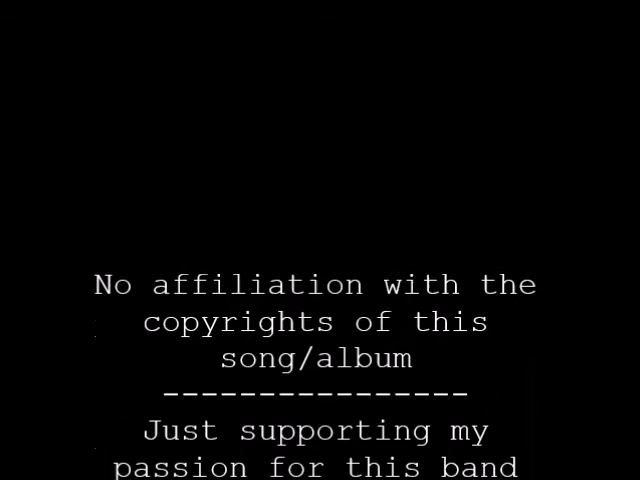 No affiliation with the
copyrights of this
song/album
----------------
Just supporting my
passion for this band